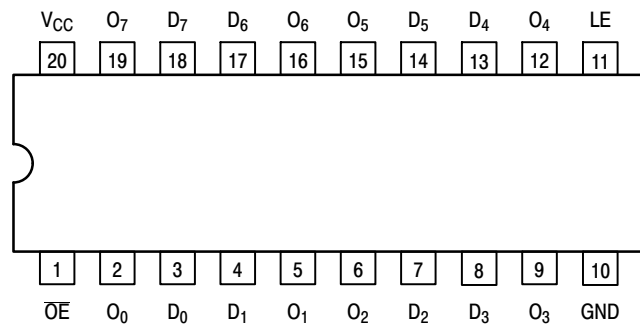 V_CC O₇ D₇ D₆ O₆ O₅ D₅ D₄ O₄ LE
20 19 18 17 16 15 14 13 12 11
1 2 3 4 5 6 7 8 9 10
O̅E̅ O₀ D₀ D₁ O₁ O₂ D₂ D₃ O₃ GND